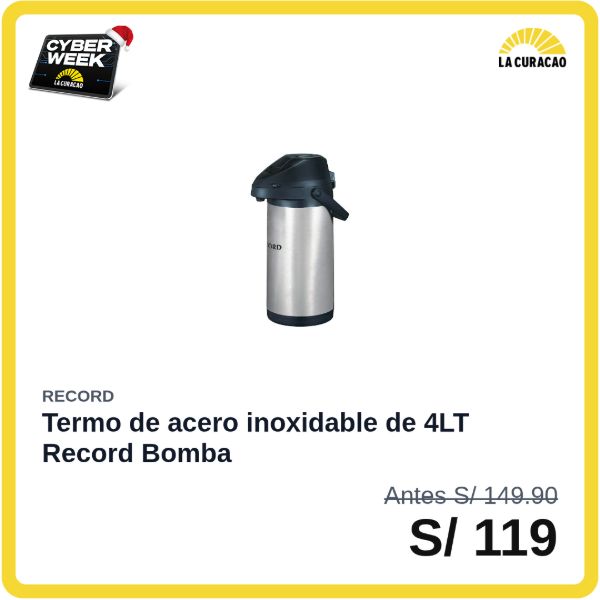 CYBER
WEEK
LA CURACAO
LA CURACAO
RECORD
Termo de acero inoxidable de 4LT
Record Bomba
Antes S/ 149.90
S/ 119